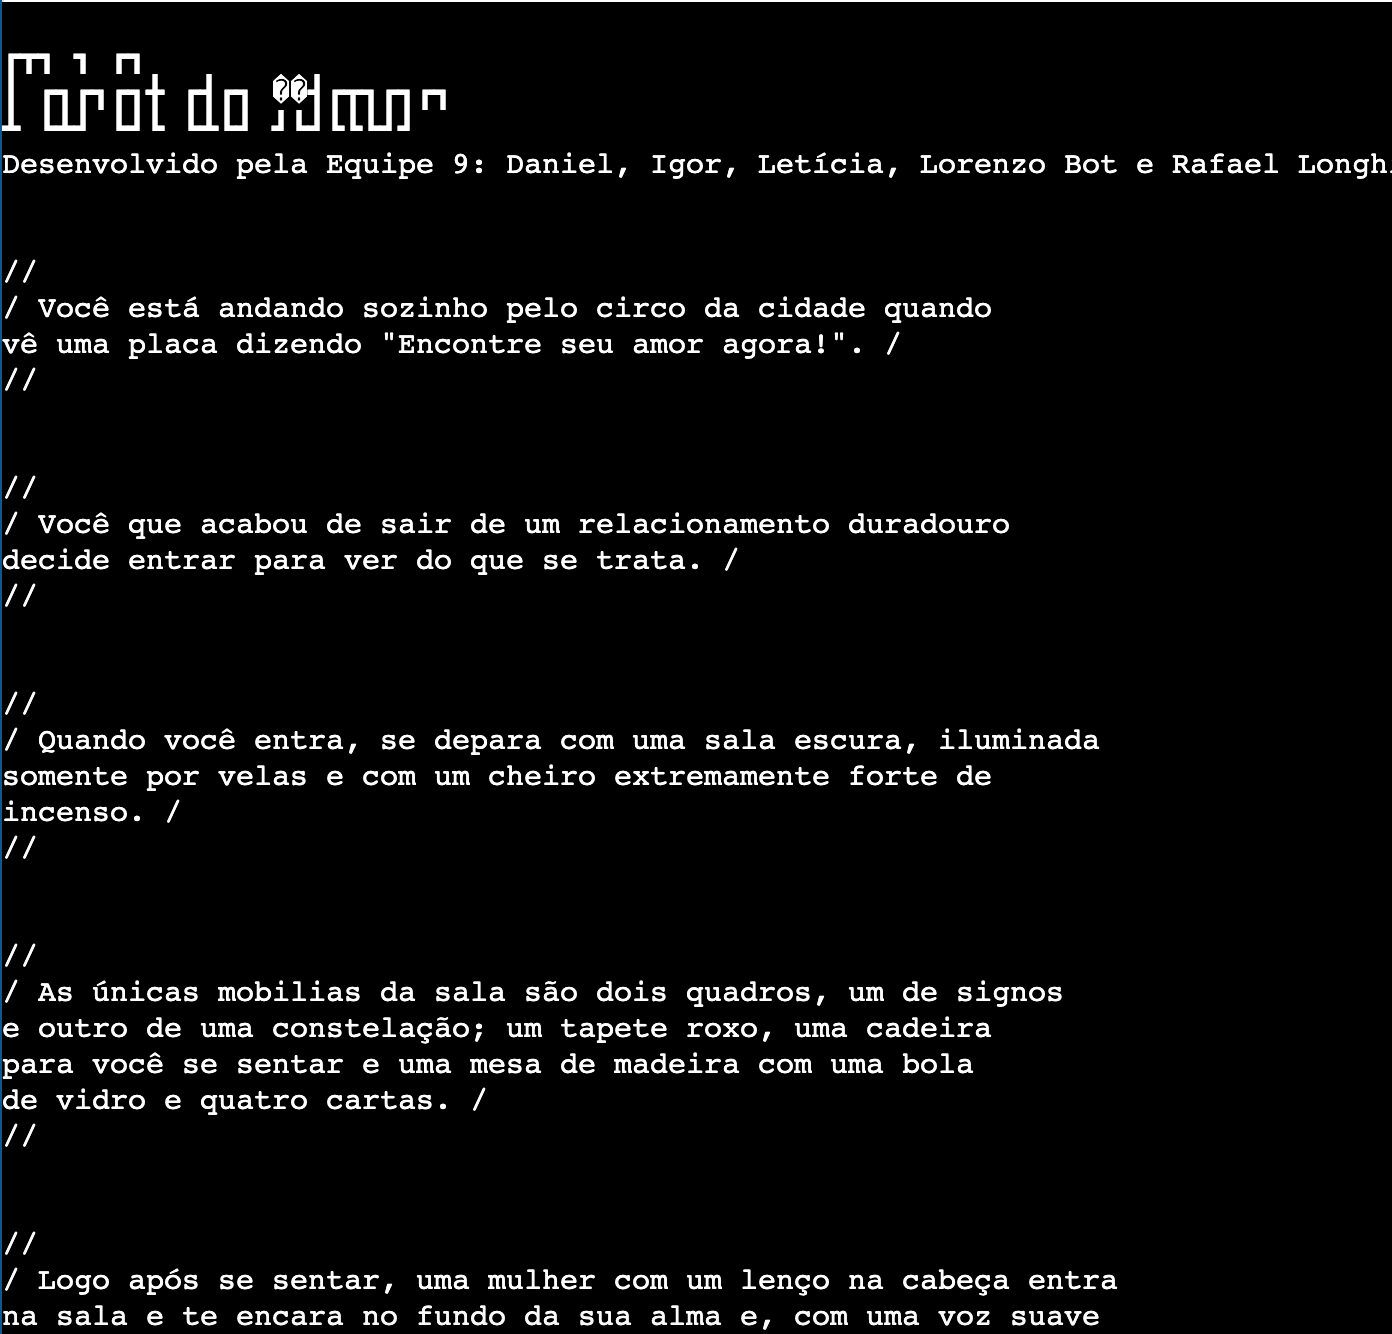 Tarot do ��mor
Desenvolvido pela Equipe 9: Daniel, Igor, Letícia, Lorenzo Bot e Rafael Longh
//
/ Você está andando sozinho pelo circo da cidade quando
vê uma placa dizendo "Encontre seu amor agora!". /
//
//
/ Você que acabou de sair de um relacionamento duradouro
decide entrar para ver do que se trata. /
//
//
/ Quando você entra, se depara com uma sala escura, iluminada
somente por velas e com um cheiro extremamente forte de
incenso. /
//
//
/ As únicas mobilias da sala são dois quadros, um de signos
e outro de uma constelação; um tapete roxo, uma cadeira
para você se sentar e uma mesa de madeira com uma bola
de vidro e quatro cartas. /
//
//
/ Logo após se sentar, uma mulher com um lenço na cabeça entra
na sala e te encara no fundo da sua alma e, com uma voz suave